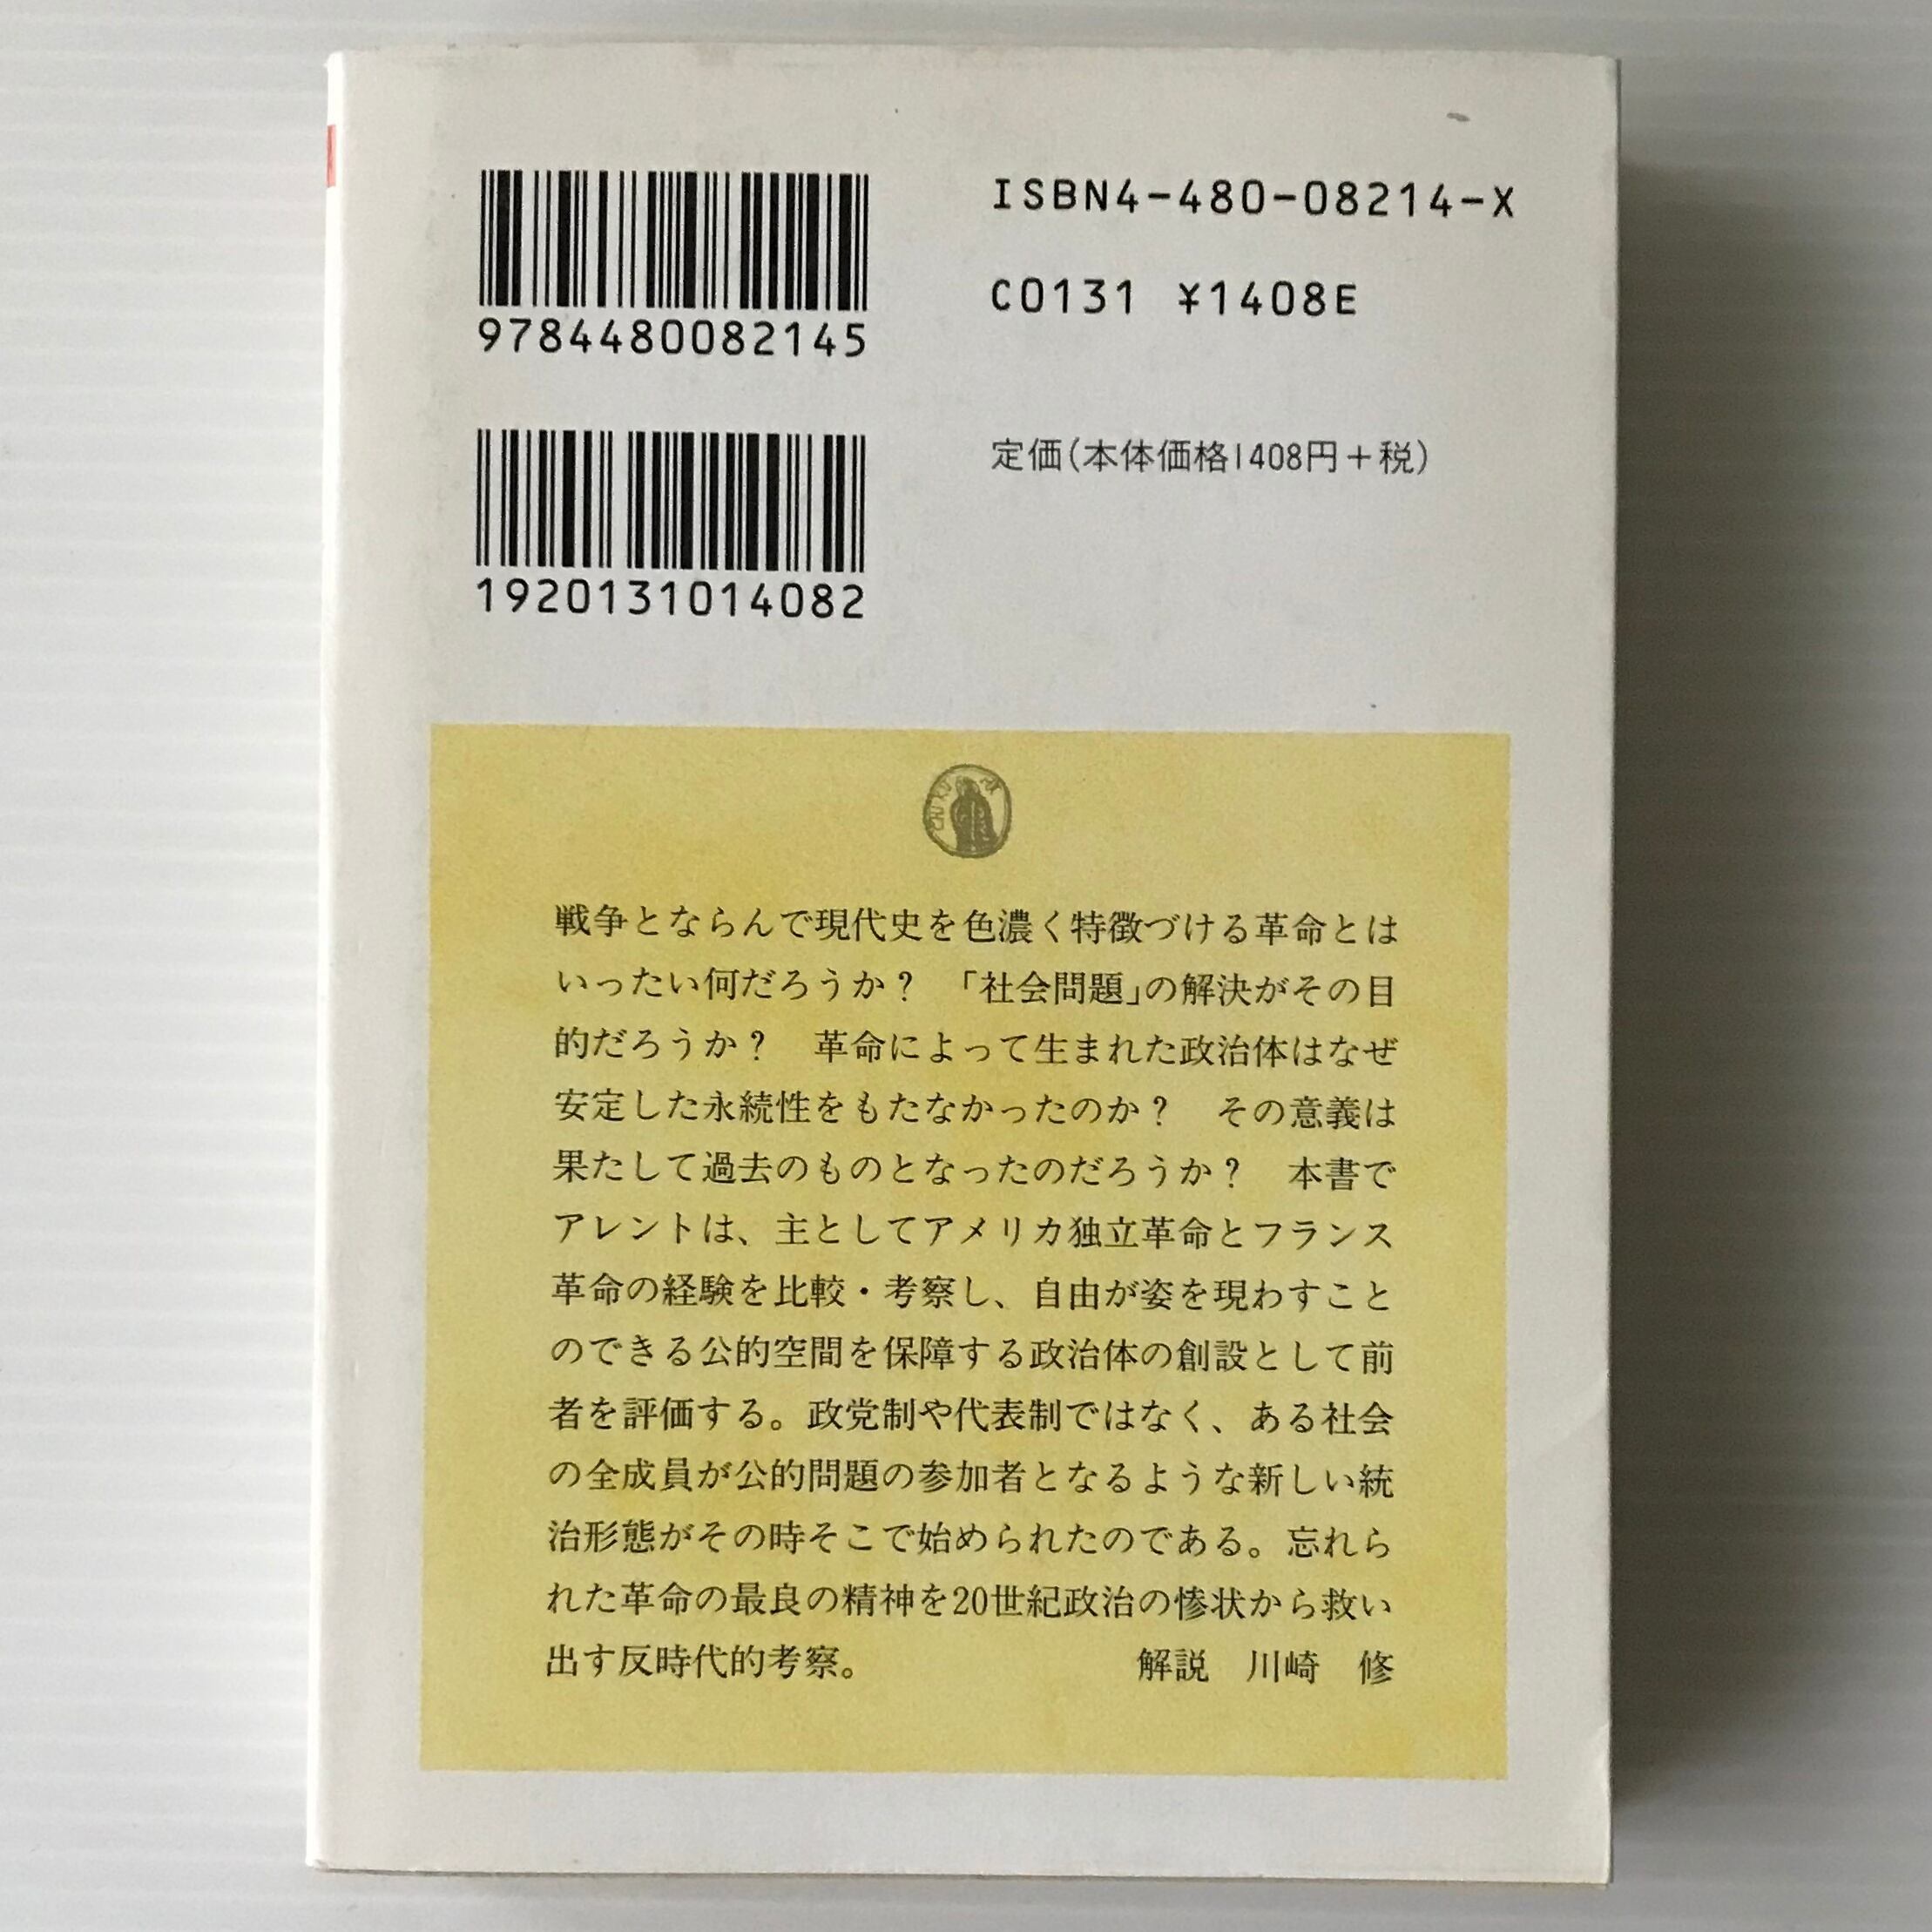 ISBN4-480-08214-X
C0131 ¥1408E
9784480082145
定価(本体価格1408円+税)
1920131014082
戦争とならんで現代史を色濃く特徴づける革命とは
いったい何だろうか? 「社会問題」の解決がその目
的だろうか? 革命によって生まれた政治体はなぜ
安定した永続性をもたなかったのか? その意義は
果たして過去のものとなったのだろうか? 本書で
アレントは、主としてアメリカ独立革命とフランス
革命の経験を比較・考察し、自由が姿を現わすこと
のできる公的空間を保障する政治体の創設として前
者を評価する。政党制や代表制ではなく、ある社会
の全成員が公的問題の参加者となるような新しい統
治形態がその時そこで始められたのである。忘れら
れた革命の最良の精神を20世紀政治の惨状から救い
出す反時代的考察。 解説 川崎 修